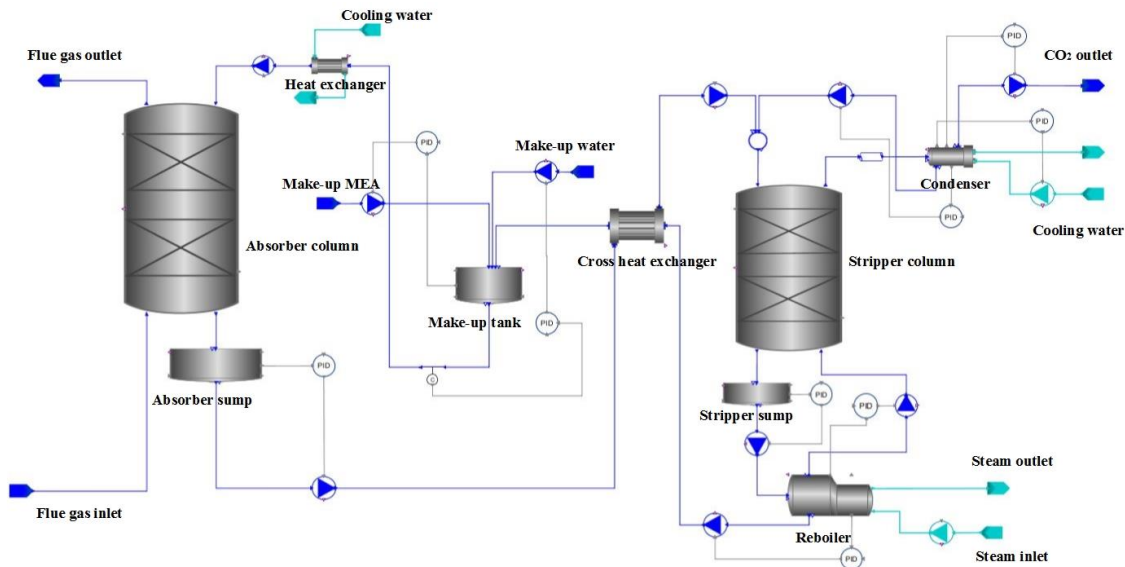 Cooling water
Flue gas outlet
Heat exchanger
PID
CO₂ outlet
PID
PID
Make-up water
Make-up MEA
Condenser
PID
Cooling water
Absorber column
Cross heat exchanger
Stripper column
Make-up tank
PID
C
PID
Absorber sump
Stripper sump
PID
PID
Steam outlet
Flue gas inlet
Reboiler
PID
Steam inlet